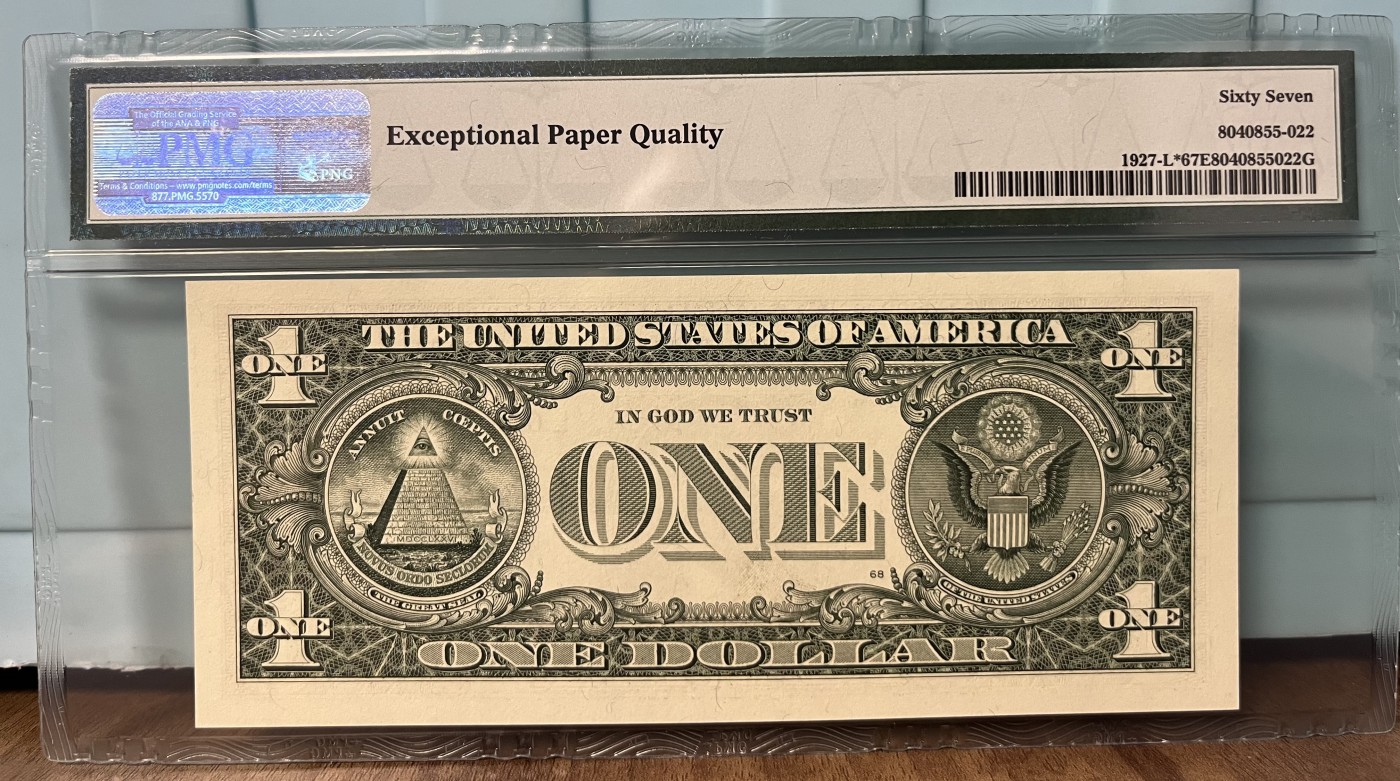 The Official Grading Service
of the ANA & PNG
PMG
PNG
Terms & Conditions – www.pmgnotes.com/terms
877.PMG.5570
Exceptional Paper Quality
Sixty Seven
8040855-022
1927-L*67E8040855022G
THE UNITED STATES OF AMERICA
1
ONE
1
ONE
ANNUIT CŒPTIS
MDCCLXXVI
NOVUS ORDO SECLORUM
THE GREAT SEAL
IN GOD WE TRUST
ONE
68
OF THE UNITED STATES
1
ONE
1
ONE
ONE DOLLAR